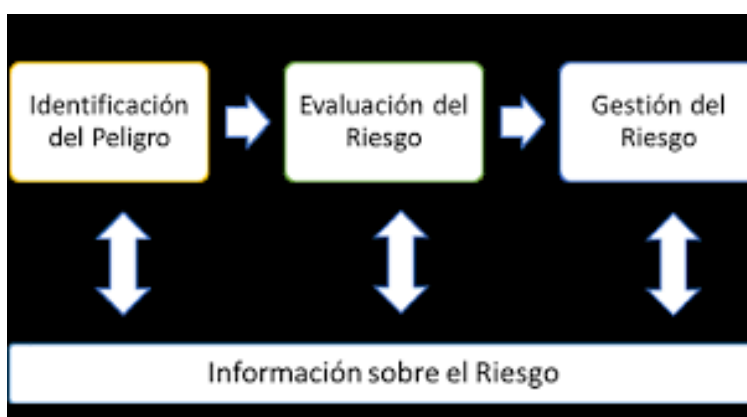 Identificación
del Peligro
Evaluación del
Riesgo
Gestión del
Riesgo
Información sobre el Riesgo